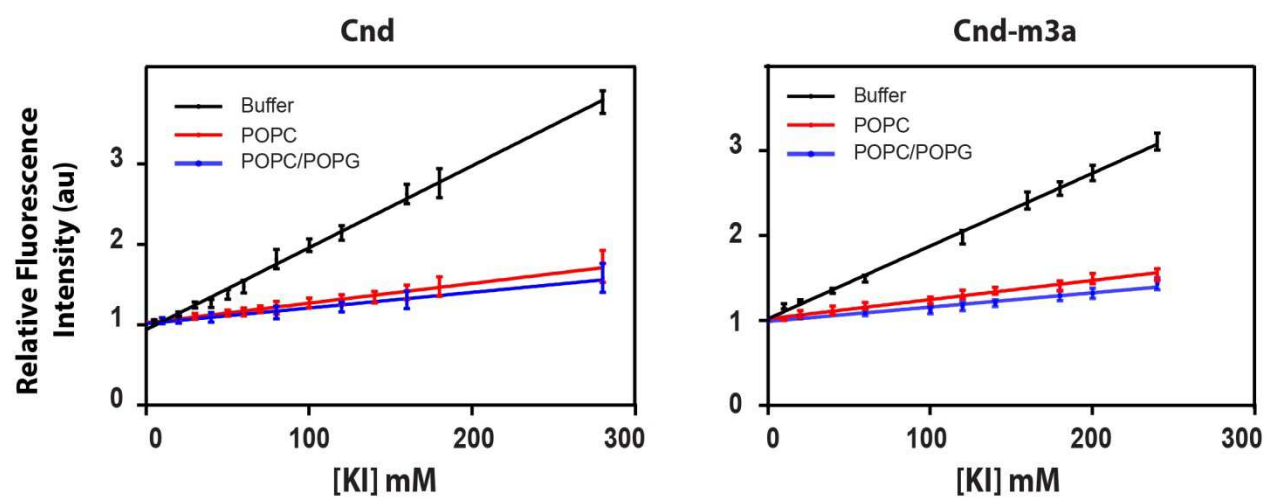 Cnd
Relative Fluorescence
Intensity (au)
Buffer
POPC
POPC/POPG
3
2
1
0
0
100
200
300
[KI] mM
Cnd-m3a
Buffer
POPC
POPC/POPG
3
2
1
0
0
100
200
300
[KI] mM